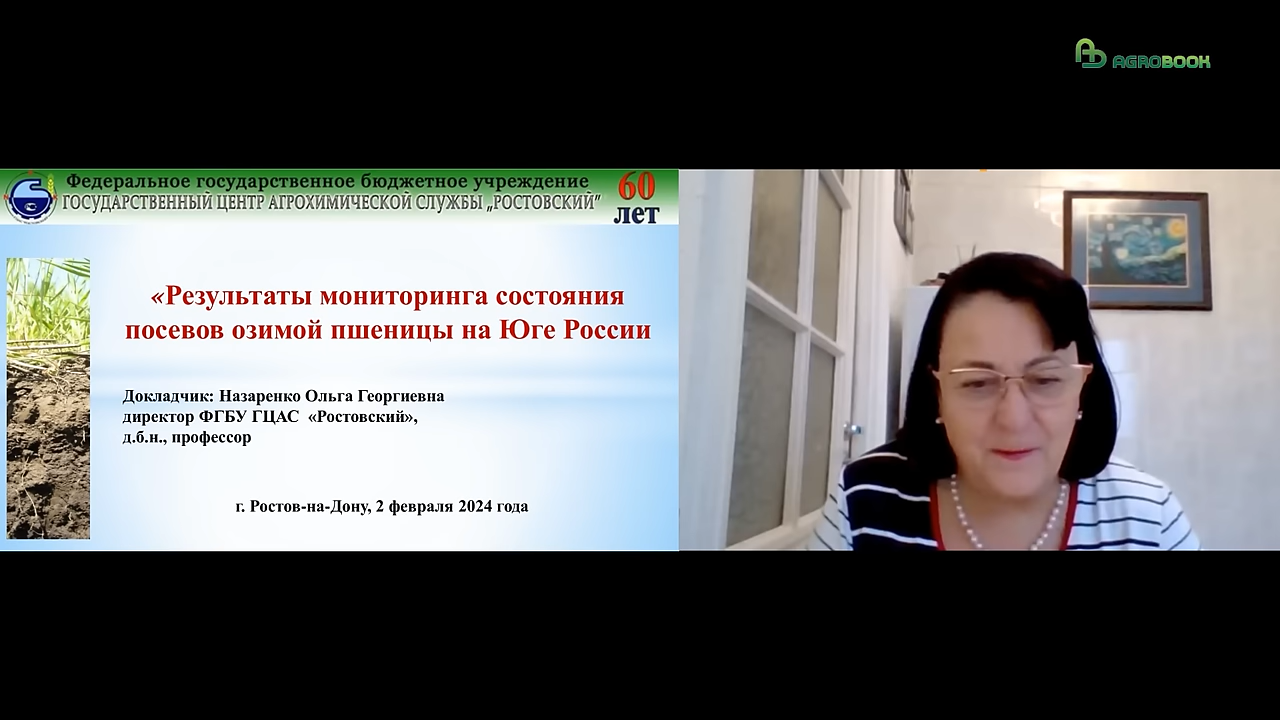 AGROBOOK
Федеральное государственное бюджетное учреждение
ГОСУДАРСТВЕННЫЙ ЦЕНТР АГРОХИМИЧЕСКОЙ СЛУЖБЫ „РОСТОВСКИЙ”
60
лет
«Результаты мониторинга состояния
посевов озимой пшеницы на Юге России
Докладчик: Назаренко Ольга Георгиевна
директор ФГБУ ГЦАС «Ростовский»,
д.б.н., профессор
г. Ростов-на-Дону, 2 февраля 2024 года